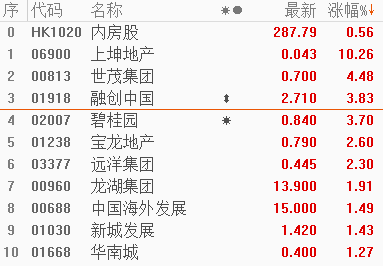 序 代码 名称 ✷● 最新 涨幅%↓
0 HK1020 内房股 287.79 0.56
1 06900 上坤地产 0.043 10.26
2 00813 世茂集团 0.700 4.48
3 01918 融创中国 2.710 3.83
4 02007 碧桂园 ✷ 0.840 3.70
5 01238 宝龙地产 0.790 2.60
6 03377 远洋集团 0.445 2.30
7 00960 龙湖集团 13.900 1.91
8 00688 中国海外发展 15.000 1.49
9 01030 新城发展 1.420 1.43
10 01668 华南城 0.400 1.27